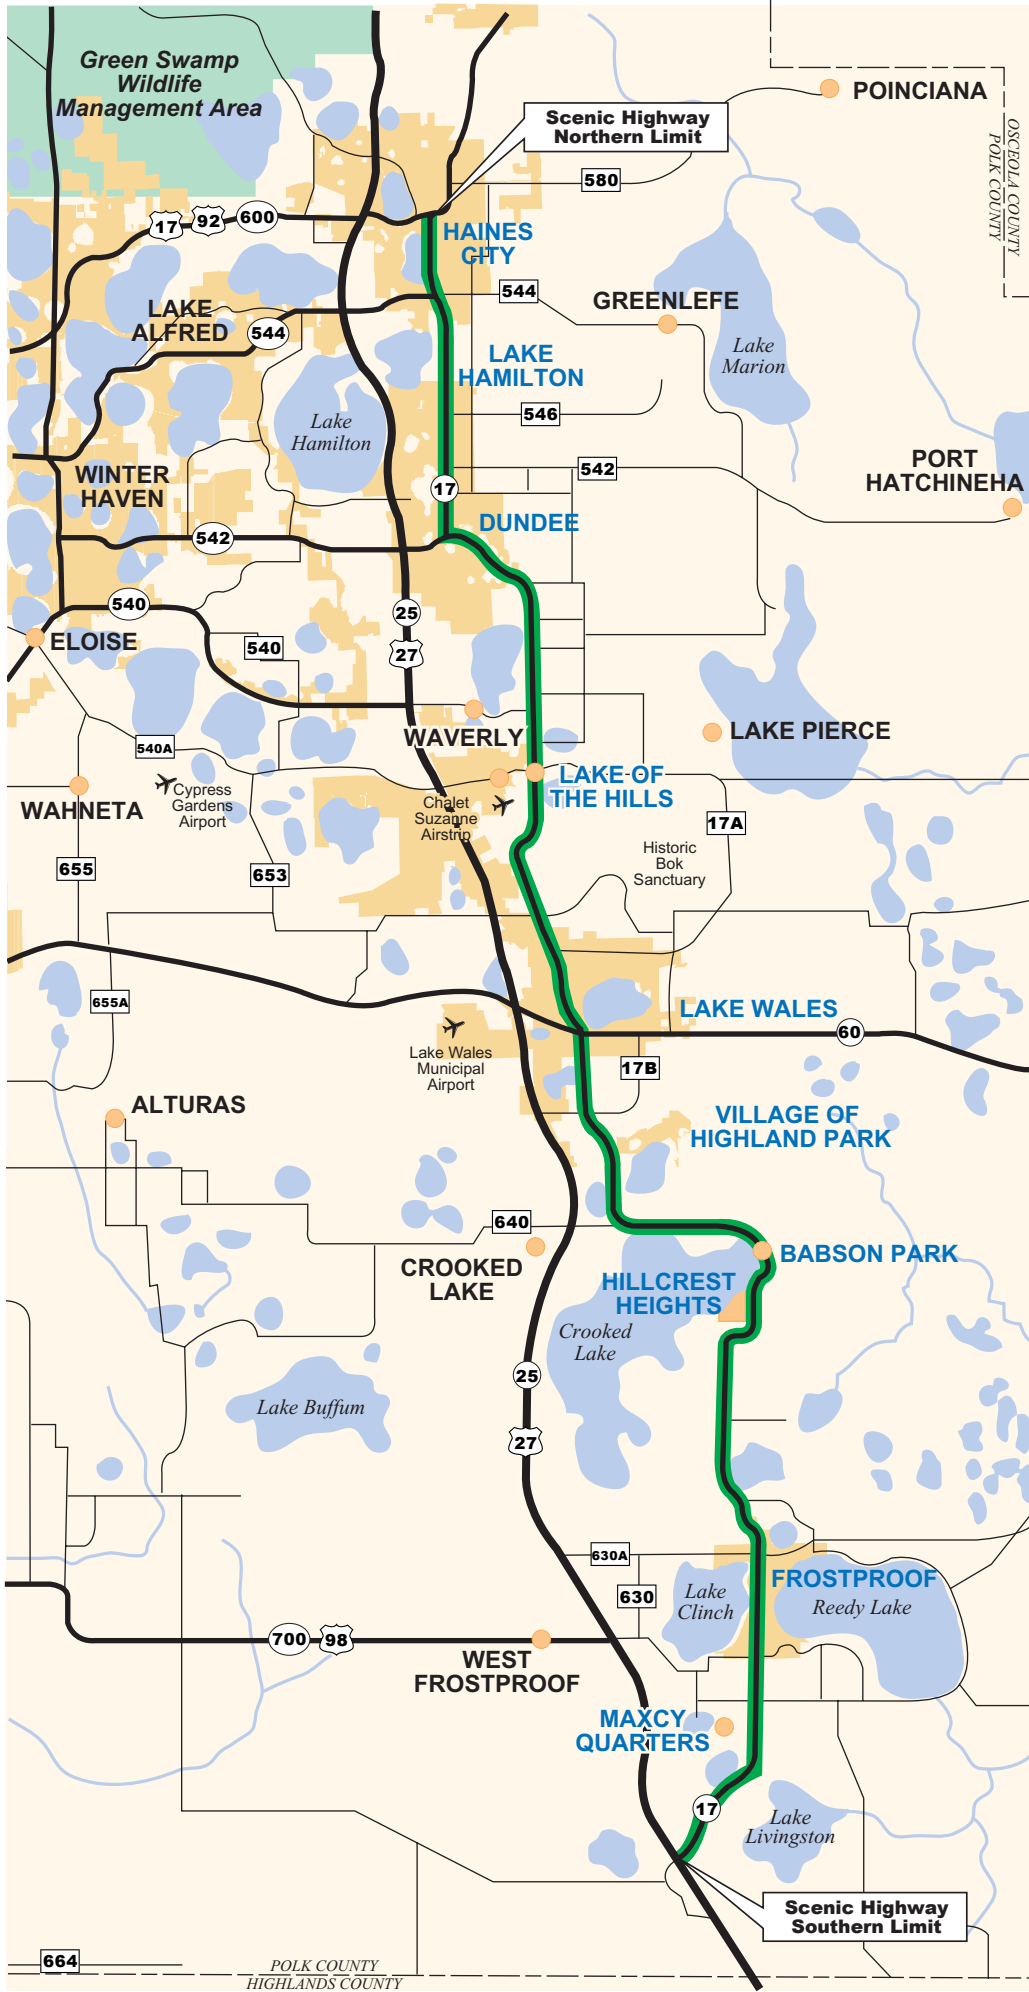 Green Swamp
Wildlife
Management Area
POINCIANA
Scenic Highway
Northern Limit
OSCEOLA COUNTY
POLK COUNTY
580
17
92
600
HAINES
CITY
544
GREENLEFE
LAKE
ALFRED
544
LAKE
HAMILTON
Lake
Marion
546
Lake
Hamilton
PORT
HATCHINEHA
WINTER
HAVEN
542
17
DUNDEE
542
540
25
ELOISE
540
27
WAVERLY
LAKE PIERCE
540A
LAKE OF
THE HILLS
WAHNETA
Cypress
Gardens
Airport
Chalet
Suzanne
Airstrip
17A
Historic
Bok
Sanctuary
655
653
655A
LAKE WALES
60
Lake Wales
Municipal
Airport
17B
ALTURAS
VILLAGE OF
HIGHLAND PARK
640
CROOKED
LAKE
BABSON PARK
HILLCREST
HEIGHTS
Crooked
Lake
25
Lake Buffum
27
630A
FROSTPROOF
Lake
Clinch
630
Reedy Lake
700
98
WEST
FROSTPROOF
MAXCY
QUARTERS
17
Lake
Livingston
Scenic Highway
Southern Limit
664
POLK COUNTY
HIGHLANDS COUNTY